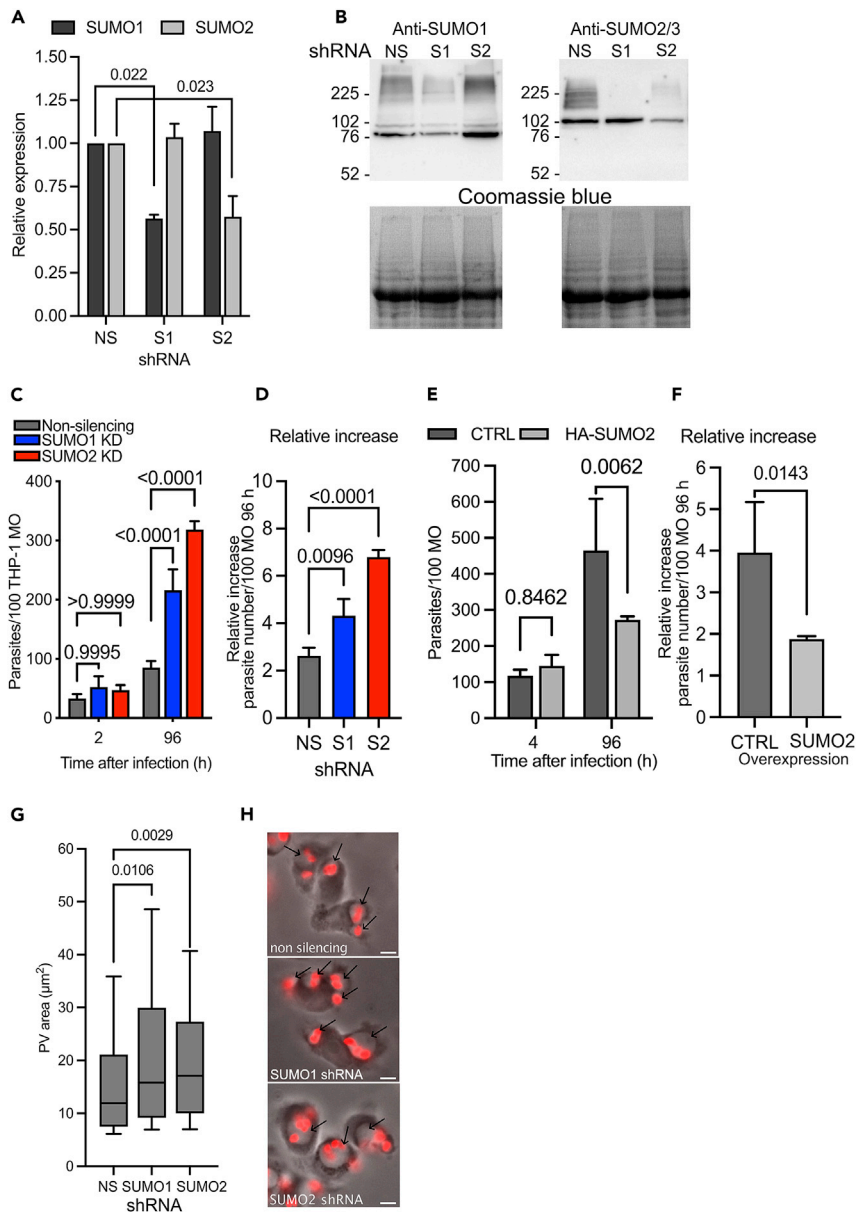 A
SUMO1 SUMO2
1.50
1.25
1.00
0.75
0.50
0.25
0.00
Relative expression
0.022
0.023
NS S1 S2
shRNA
B
Anti-SUMO1 Anti-SUMO2/3
shRNA NS S1 S2 NS S1 S2
225 -
102 -
76 -
52 -
225 -
102 -
76 -
52 -
Coomassie blue
C
Non-silencing
SUMO1 KD
SUMO2 KD
400
300
200
100
0
Parasites/100 THP-1 MO
<0.0001
<0.0001
>0.9999
0.9995
2 96
Time after infection (h)
D
Relative increase
10
8
6
4
2
0
Relative increase
parasite number/100 MO 96 h
<0.0001
0.0096
NS S1 S2
shRNA
E
CTRL HA-SUMO2
700
600
500
400
300
200
100
0
Parasites/100 MO
0.0062
0.8462
4 96
Time after infection (h)
F
Relative increase
6
5
4
3
2
1
0
Relative increase
parasite number/100 MO 96 h
0.0143
CTRL SUMO2
Overexpression
G
60
50
40
30
20
10
0
PV area (µm²)
0.0029
0.0106
NS SUMO1 SUMO2
shRNA
H
non silencing
SUMO1 shRNA
SUMO2 shRNA